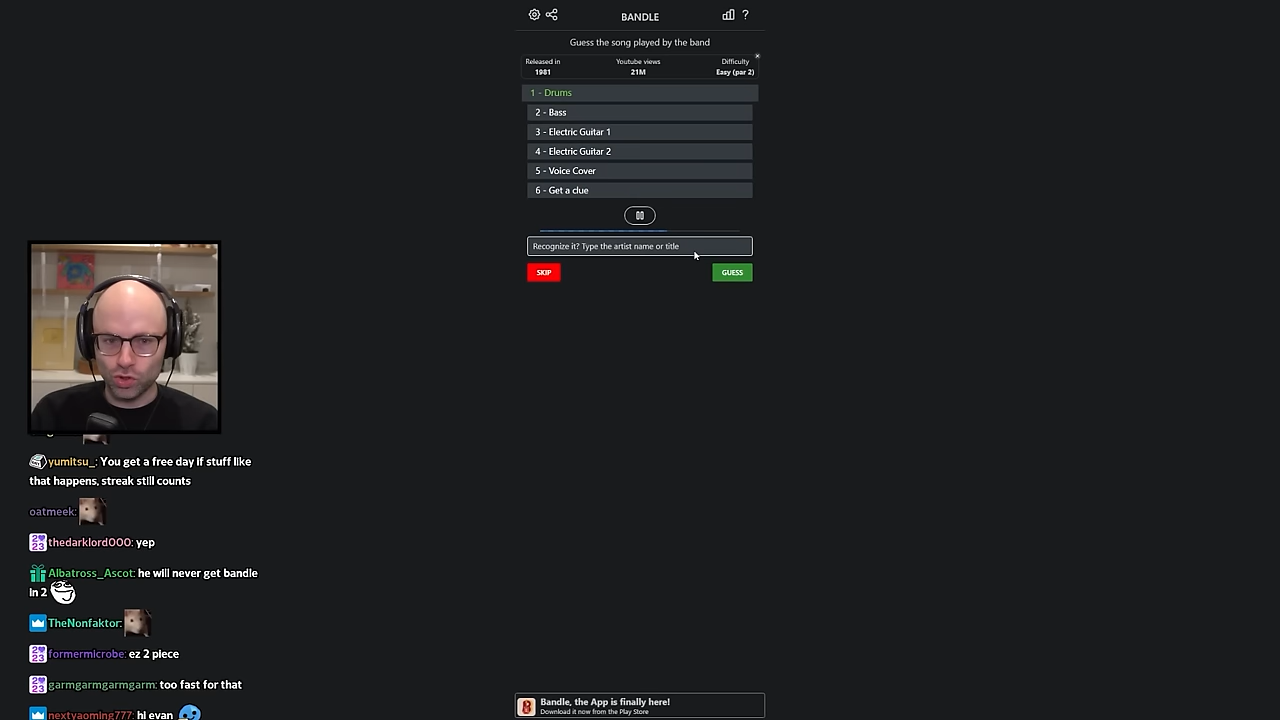 BANDLE
?
Guess the song played by the band
Released in
1981
Youtube views
21M
Difficulty
Easy (par 2)
1 - Drums
2 - Bass
3 - Electric Guitar 1
4 - Electric Guitar 2
5 - Voice Cover
6 - Get a clue
Recognize it? Type the artist name or title
SKIP
GUESS
yumitsu_: You get a free day if stuff like
that happens, streak still counts
oatmeek:
thedarklord000: yep
Albatross_Ascot: he will never get bandle
in 2
TheNonfaktor:
formermicrobe: ez 2 piece
garmgarmgarmgarm: too fast for that
nextyaoming777: hi evan
Bandle, the App is finally here!
Download it now from the Play Store